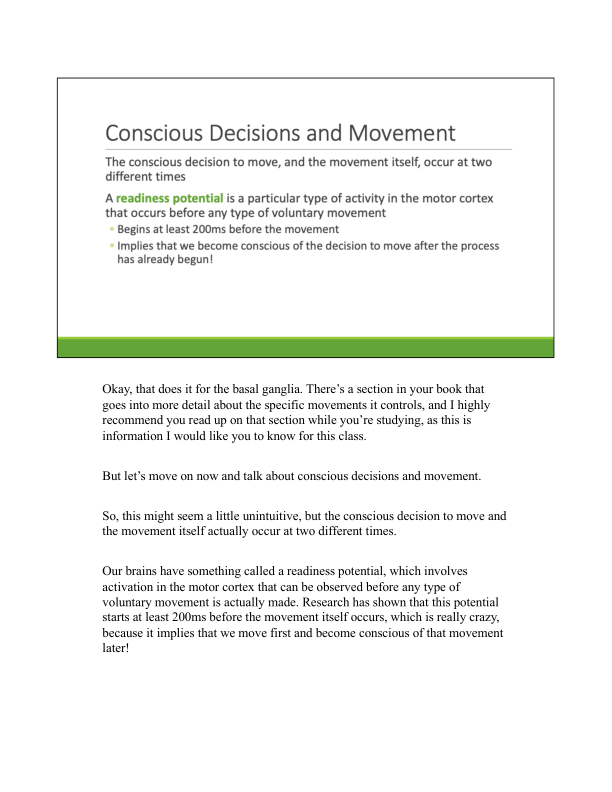 Conscious Decisions and Movement
The conscious decision to move, and the movement itself, occur at two
different times
A readiness potential is a particular type of activity in the motor cortex
that occurs before any type of voluntary movement
• Begins at least 200ms before the movement
• Implies that we become conscious of the decision to move after the process
has already begun!
Okay, that does it for the basal ganglia. There’s a section in your book that
goes into more detail about the specific movements it controls, and I highly
recommend you read up on that section while you’re studying, as this is
information I would like you to know for this class.
But let’s move on now and talk about conscious decisions and movement.
So, this might seem a little unintuitive, but the conscious decision to move and
the movement itself actually occur at two different times.
Our brains have something called a readiness potential, which involves
activation in the motor cortex that can be observed before any type of
voluntary movement is actually made. Research has shown that this potential
starts at least 200ms before the movement itself occurs, which is really crazy,
because it implies that we move first and become conscious of that movement
later!